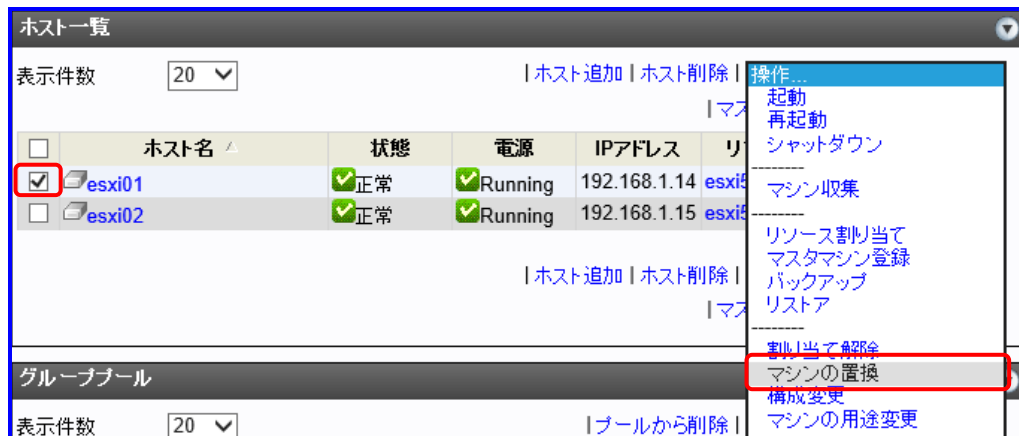 ホスト一覧
表示件数 20 |ホスト追加|ホスト削除|
|マス
ホスト名 状態 電源 IPアドレス
esxi01 正常 Running 192.168.1.14 esxi5
esxi02 正常 Running 192.168.1.15 esxi5
|ホスト追加|ホスト削除|
|マス
操作...
起動
再起動
シャットダウン
--------
マシン収集
--------
リソース割り当て
マスタマシン登録
バックアップ
リストア
--------
割り当て解除
マシンの置換
構成変更
マシンの用途変更
グループプール
表示件数 20 |プールから削除|